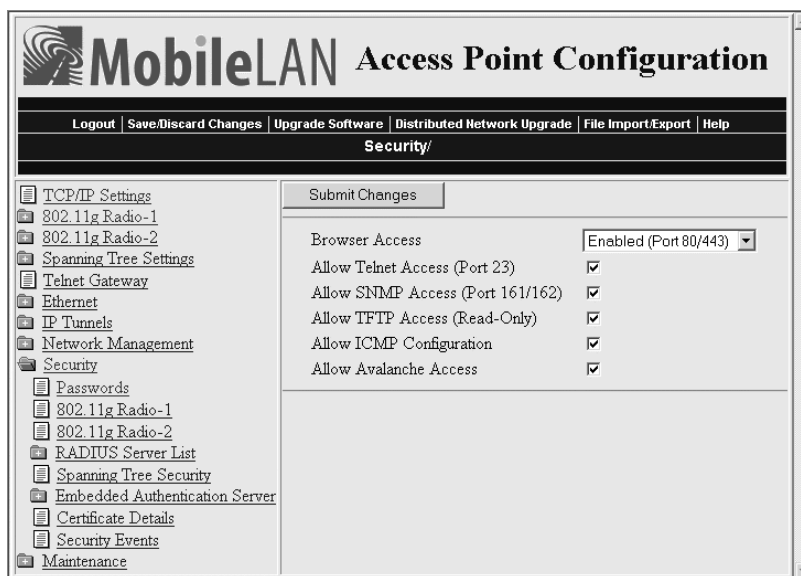 MobileLAN Access Point Configuration
Logout | Save/Discard Changes | Upgrade Software | Distributed Network Upgrade | File Import/Export | Help
Security/
TCP/IP Settings
802.11g Radio-1
802.11g Radio-2
Spanning Tree Settings
Telnet Gateway
Ethernet
IP Tunnels
Network Management
Security
Passwords
802.11g Radio-1
802.11g Radio-2
RADIUS Server List
Spanning Tree Security
Embedded Authentication Server
Certificate Details
Security Events
Maintenance
Submit Changes
Browser Access Enabled (Port 80/443)
Allow Telnet Access (Port 23)
Allow SNMP Access (Port 161/162)
Allow TFTP Access (Read-Only)
Allow ICMP Configuration
Allow Avalanche Access